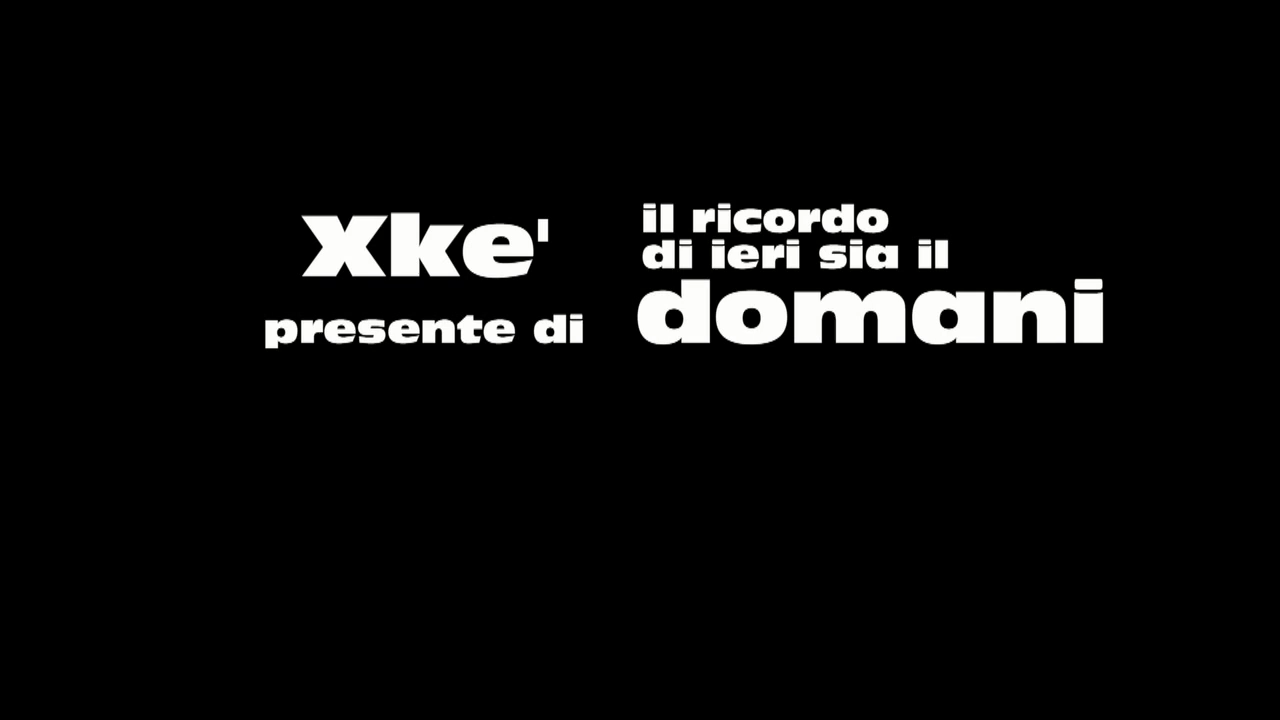 Xke'
il ricordo
di ieri sia il
presente di
domani